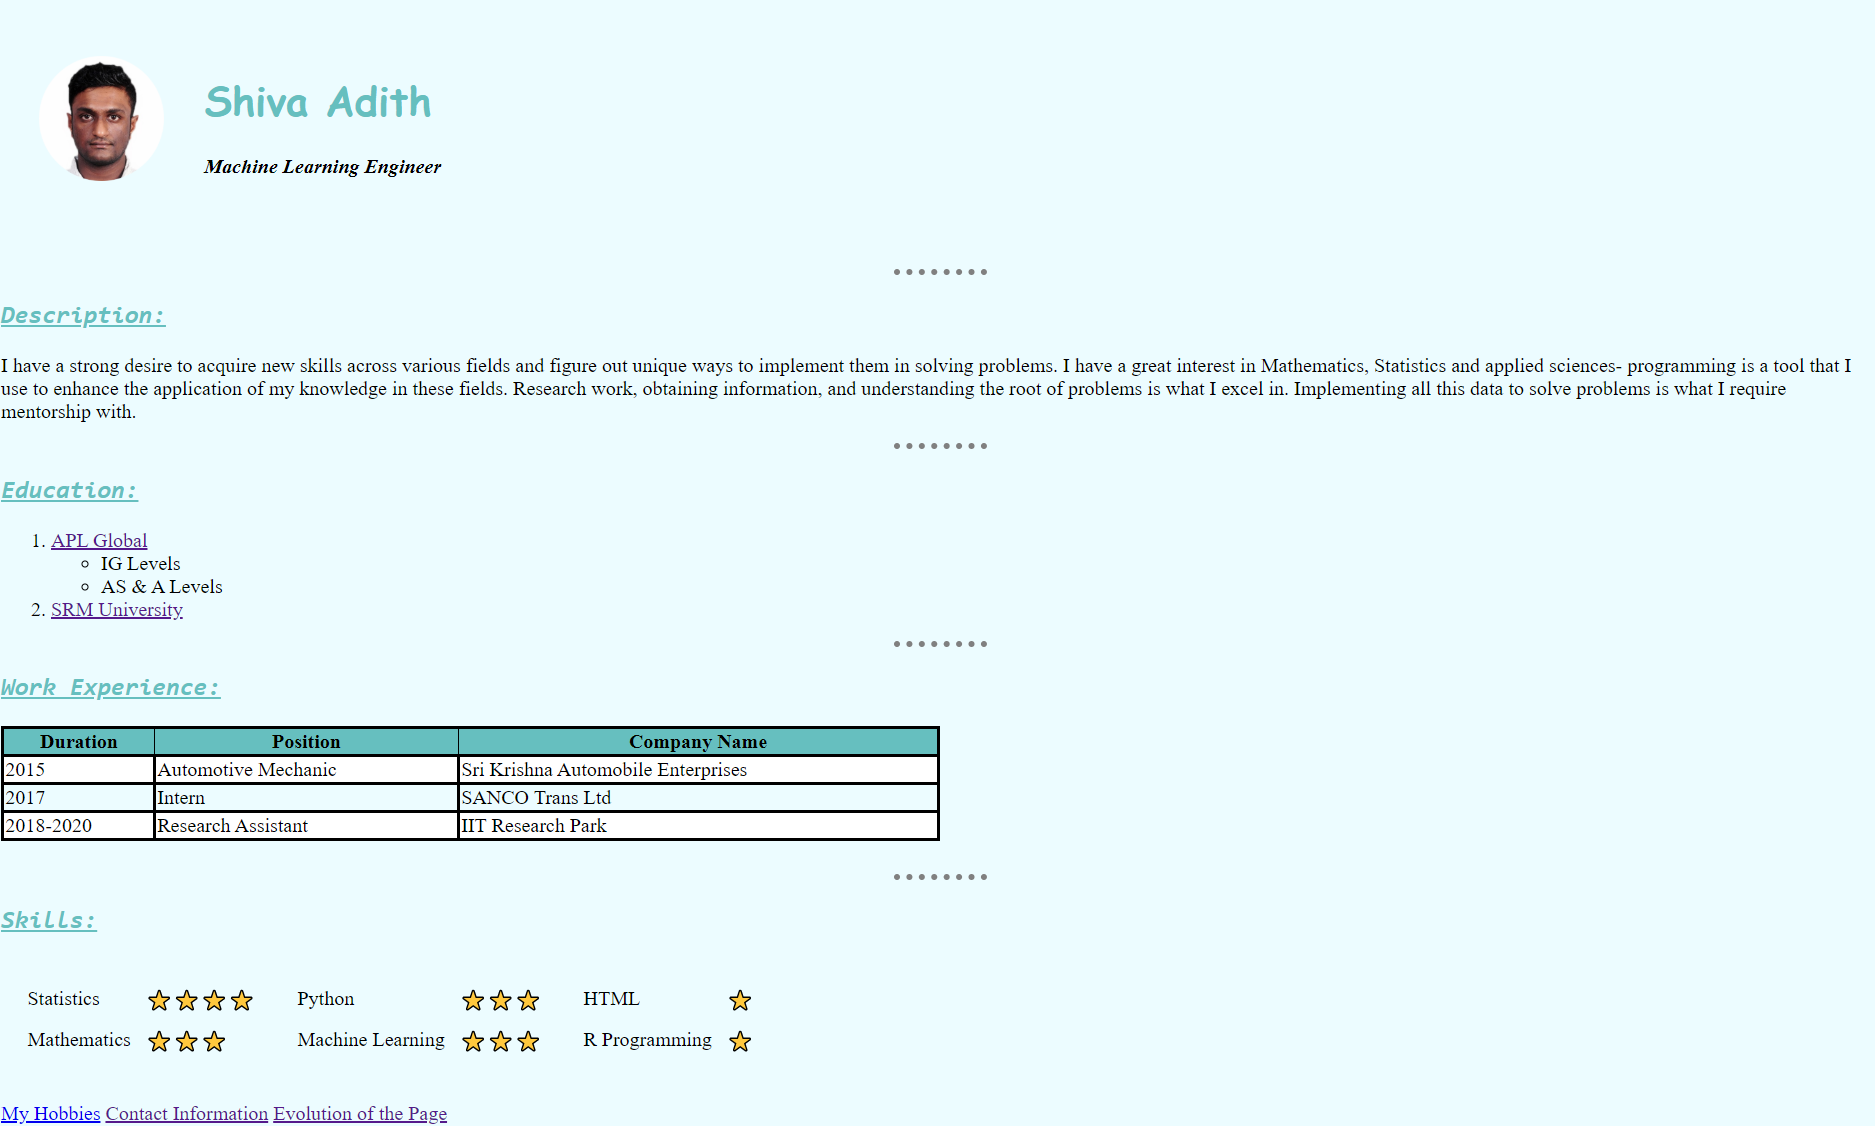 Shiva Adith
Machine Learning Engineer
Description:
I have a strong desire to acquire new skills across various fields and figure out unique ways to implement them in solving problems. I have a great interest in Mathematics, Statistics and applied sciences- programming is a tool that I
use to enhance the application of my knowledge in these fields. Research work, obtaining information, and understanding the root of problems is what I excel in. Implementing all this data to solve problems is what I require
mentorship with.
Education:
1. APL Global
IG Levels
AS & A Levels
2. SRM University
Work Experience:
Duration Position Company Name
2015 Automotive Mechanic Sri Krishna Automobile Enterprises
2017 Intern SANCO Trans Ltd
2018-2020 Research Assistant IIT Research Park
Skills:
Statistics Python HTML
Mathematics Machine Learning R Programming
My Hobbies Contact Information Evolution of the Page